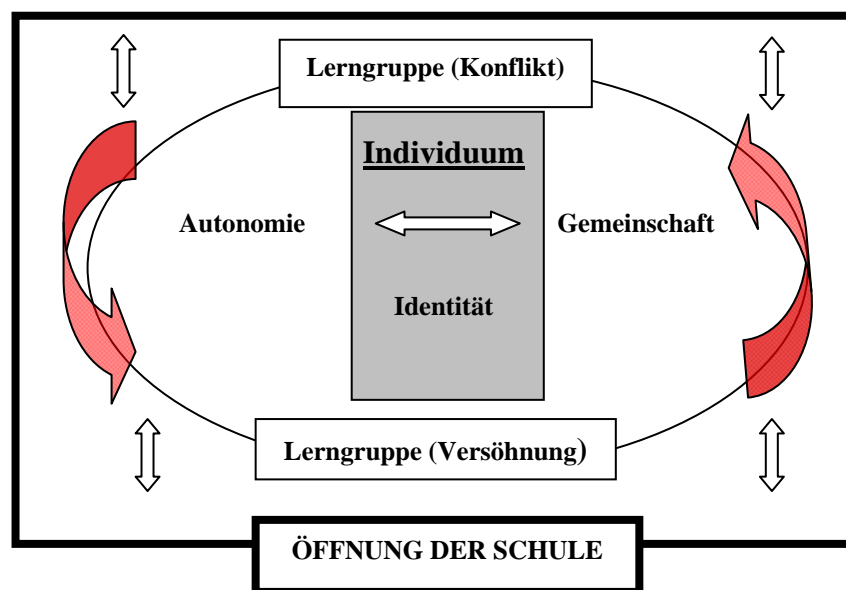 Lerngruppe (Konflikt)
Individuum
Autonomie
Gemeinschaft
Identität
Lerngruppe (Versöhnung)
ÖFFNUNG DER SCHULE